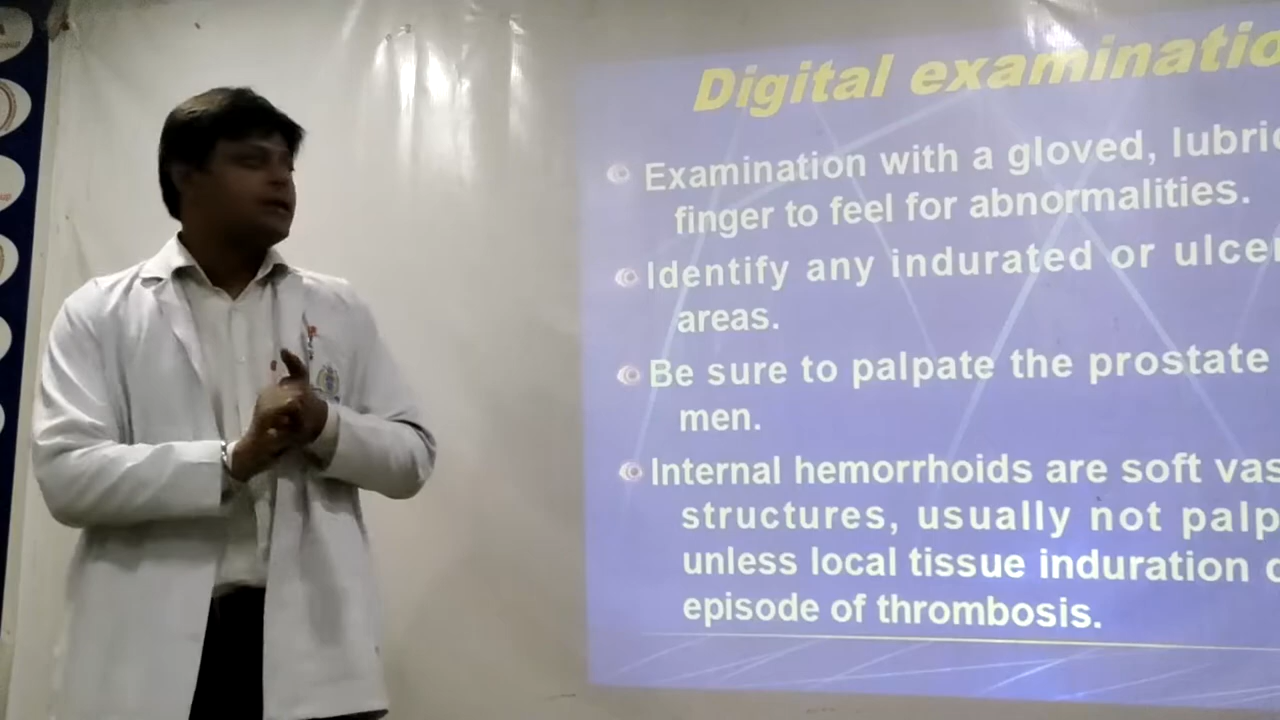 Digital examinatio
Examination with a gloved, lubric
finger to feel for abnormalities.
Identify any indurated or ulcer
areas.
Be sure to palpate the prostate
men.
Internal hemorrhoids are soft vas
structures, usually not palp
unless local tissue induration
episode of thrombosis.